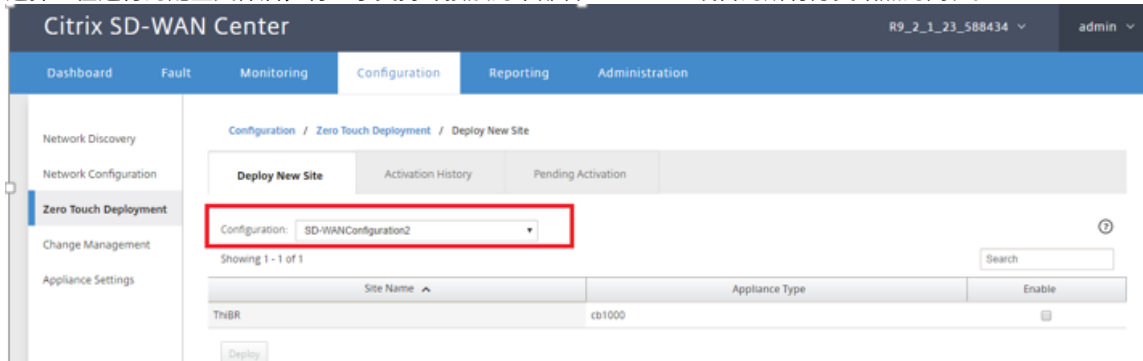 Citrix SD-WAN Center R9_2_1_23_588434 admin
Dashboard Fault Monitoring Configuration Reporting Administration
Network Discovery
Network Configuration
Zero Touch Deployment
Change Management
Appliance Settings
Configuration / Zero Touch Deployment / Deploy New Site
Deploy New Site Activation History Pending Activation
Configuration: SD-WANConfiguration2
Showing 1 - 1 of 1 Search
Site Name Appliance Type Enable
ThiBR cb1000
Deploy